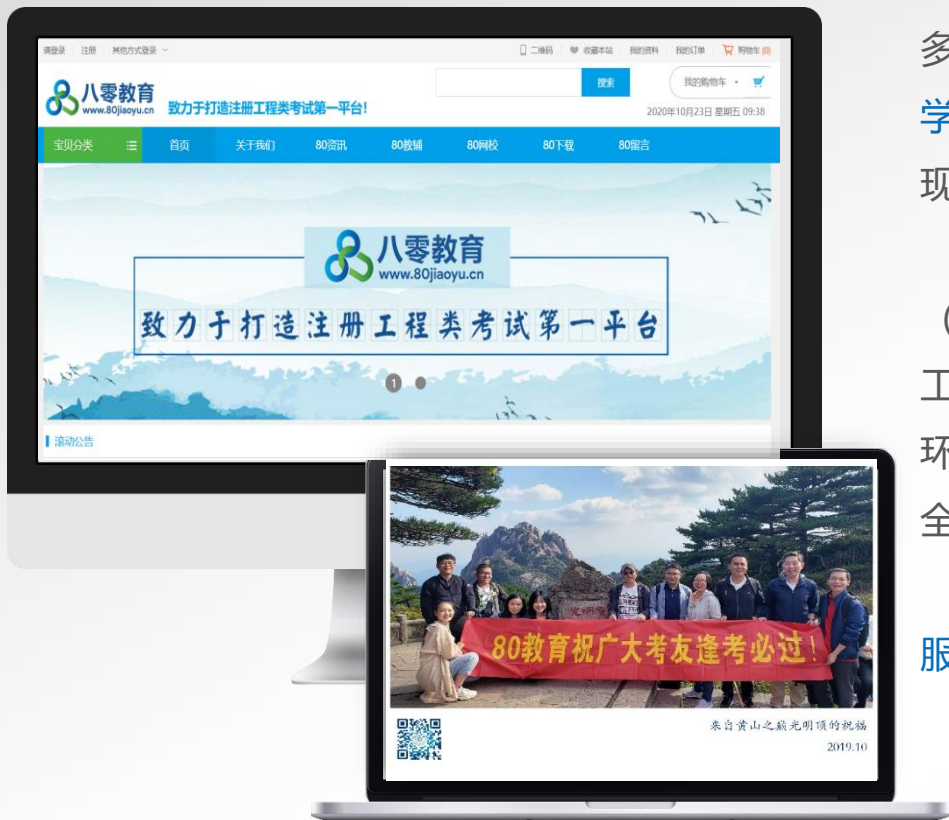 请登录 注册 其他方式登录
二维码 收藏本站 我的资料 我的订单 购物车 (0)
八零教育
www.80jiaoyu.cn
致力于打造注册工程类考试第一平台!
搜索
我的购物车
2020年10月23日 星期五 09:38
宝贝分类 首页 关于我们 80资讯 80教辅 80网校 80下载 80留言
八零教育
www.80jiaoyu.cn
致力于打造注册工程类考试第一平台
1
滚动公告
光明顶
80教育祝广大考友逢考必过！
来自黄山之巅光明顶的祝福
2019.10
多
学
现
（
工
环
全
服